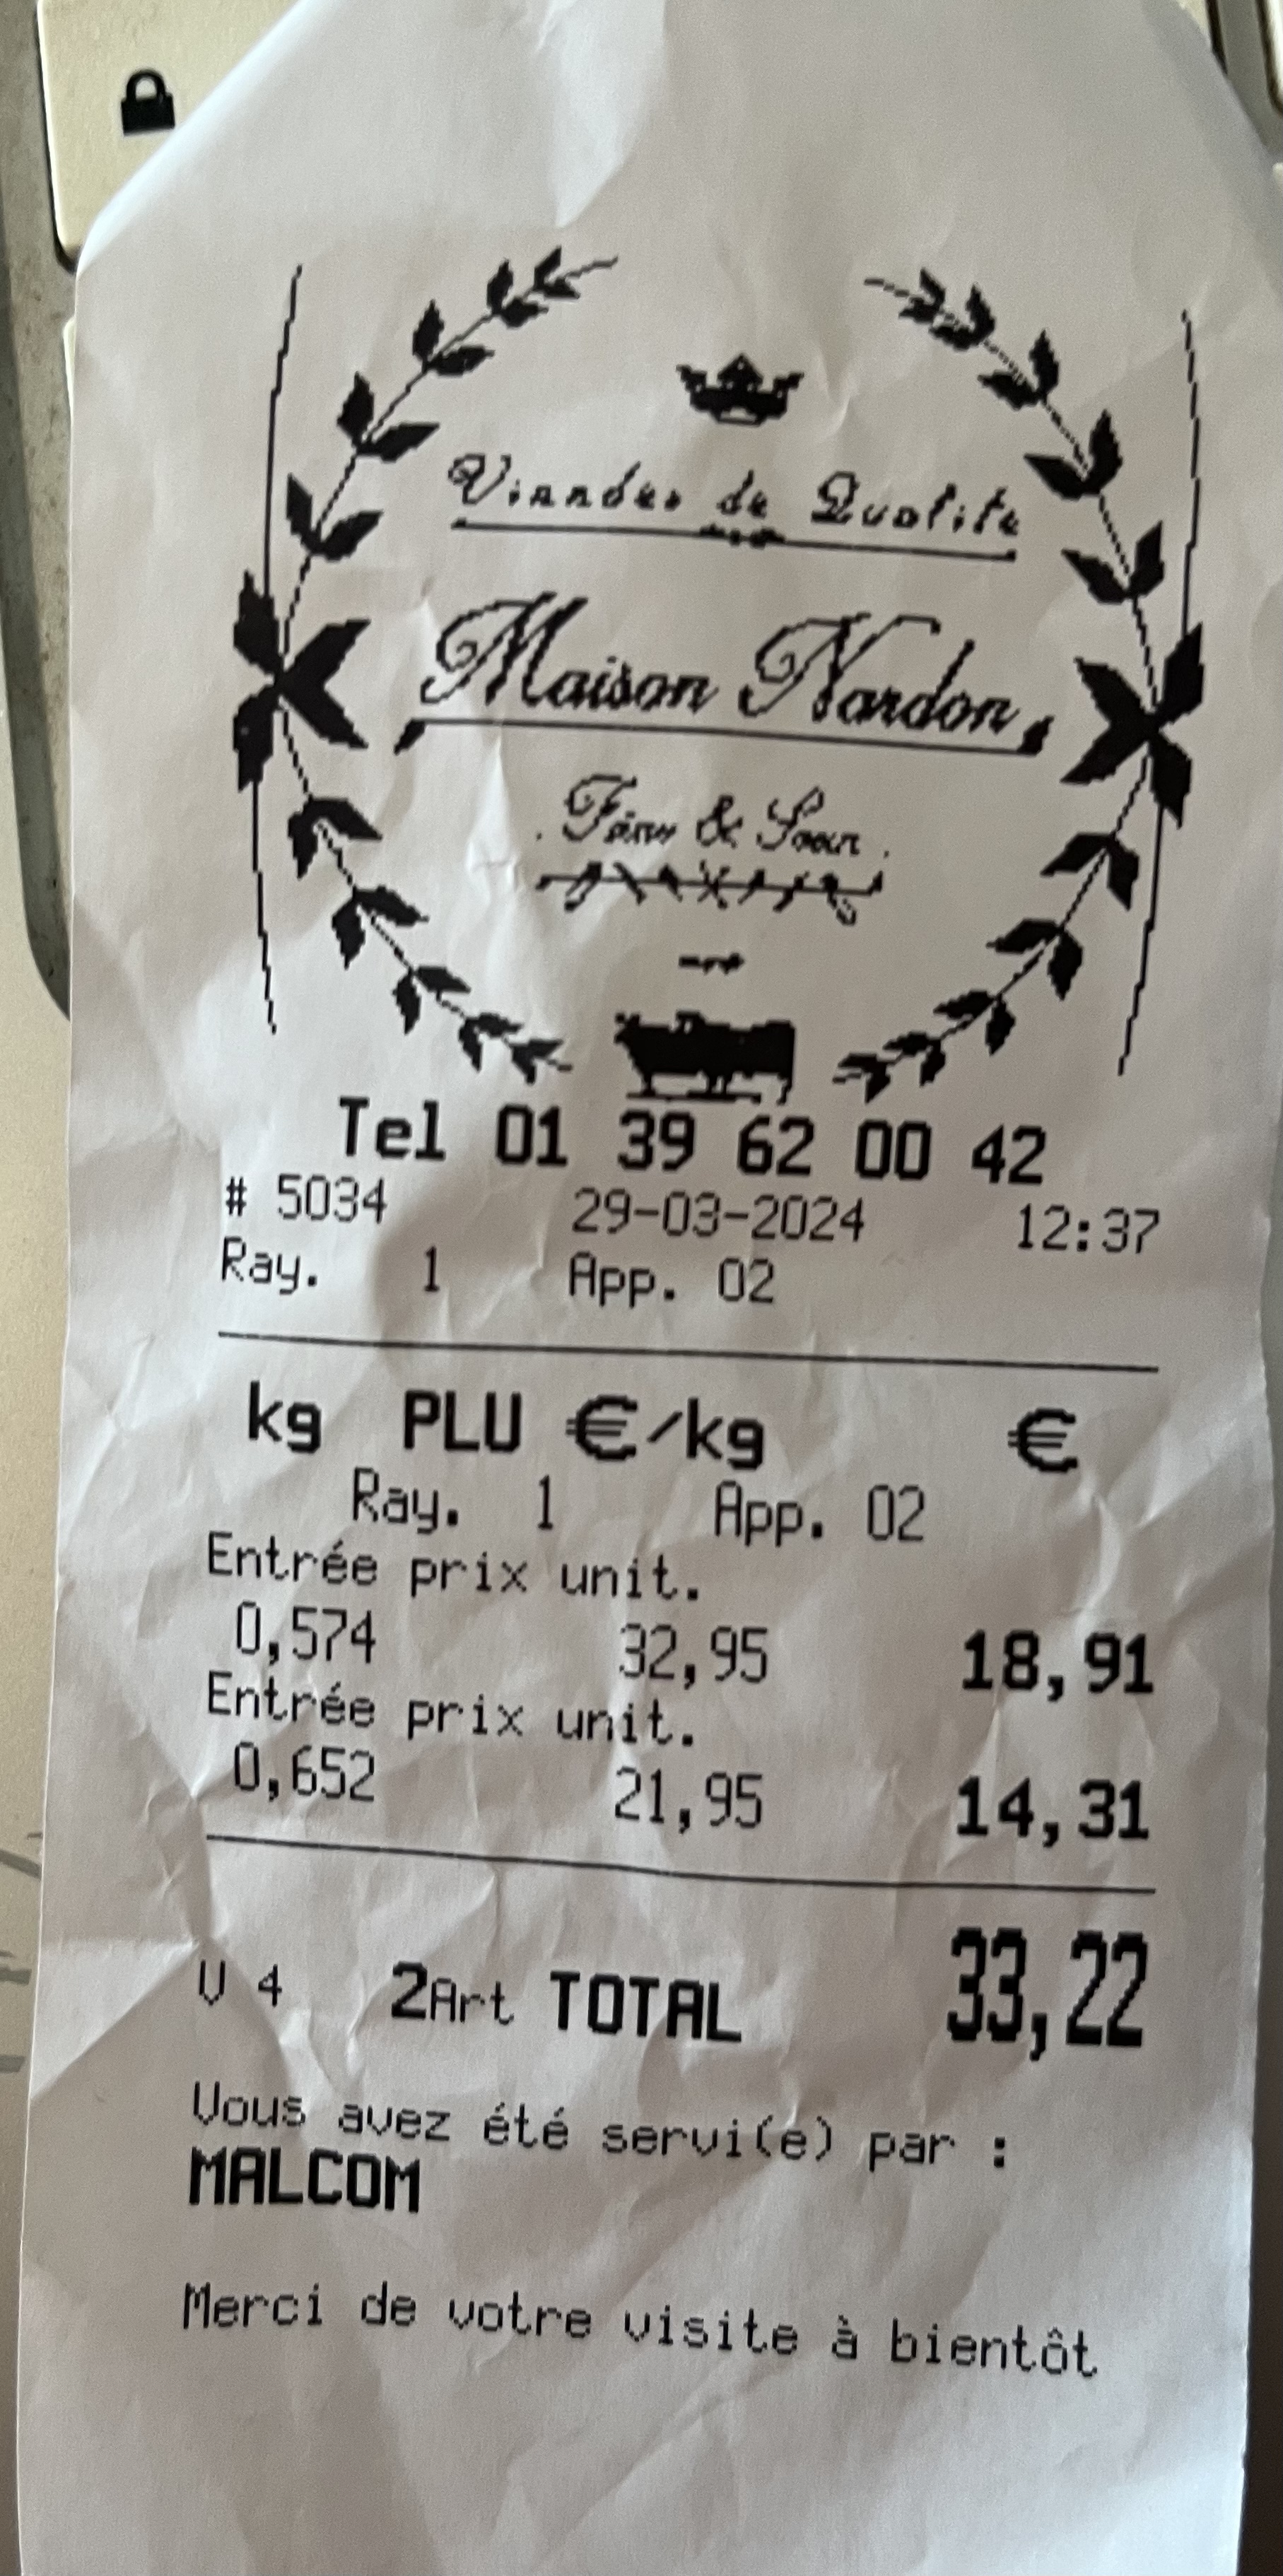 Viandes de Qualité
Maison Nardon
& Sœur
Tel 01 39 62 00 42
# 5034 29-03-2024 12:37
Ray. 1 App. 02
kg PLU €/kg €
Ray. 1 App. 02
Entrée prix unit.
0,574 32,95 18,91
Entrée prix unit.
0,652 21,95 14,31
V 4 2Art TOTAL 33,22
Vous avez été servi(e) par :
MALCOM
Merci de votre visite à bientôt